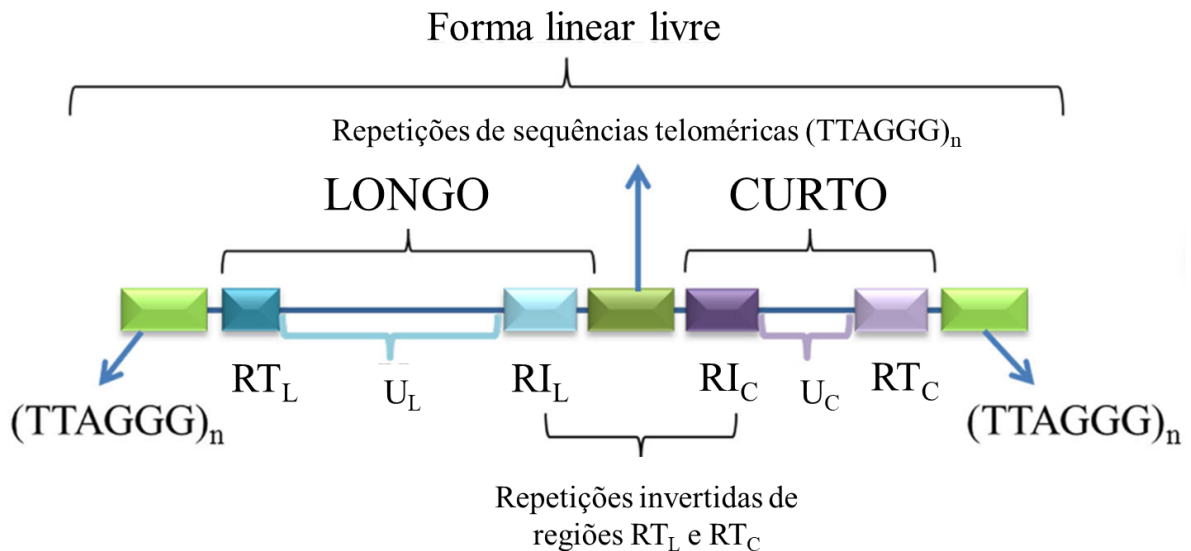 Forma linear livre
Repetições de sequências teloméricas (TTAGGG)n
LONGO
CURTO
RTL
UL
RIL
RIC
UC
RTC
(TTAGGG)n
(TTAGGG)n
Repetições invertidas de
regiões RTL e RTC